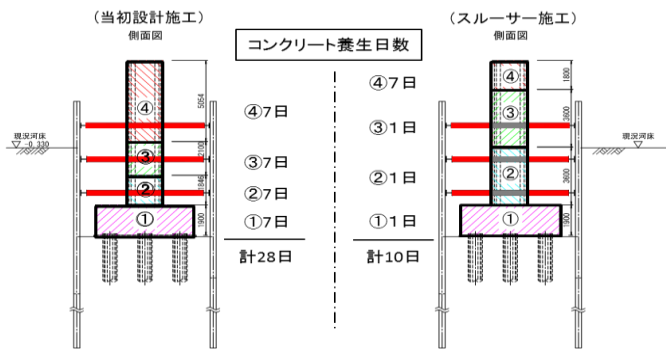 (当初設計施工)
側面図
コンクリート養生日数
(スルーサー施工)
側面図
現況河床
-0.330
④
③
②
①
5054
2100
1846
1900
④7日
③7日
②7日
①7日
計28日
④7日
③1日
②1日
①1日
計10日
④
③
②
①
1800
3600
3600
1900
現況河床